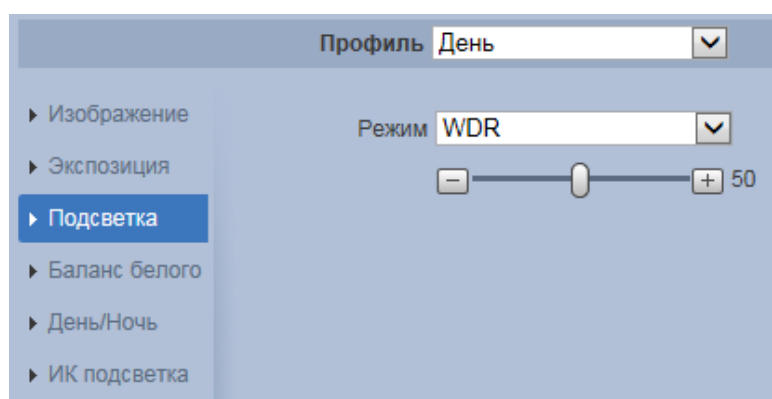 Профиль День
Изображение
Режим WDR
Экспозиция
50
Подсветка
Баланс белого
День/Ночь
ИК подсветка